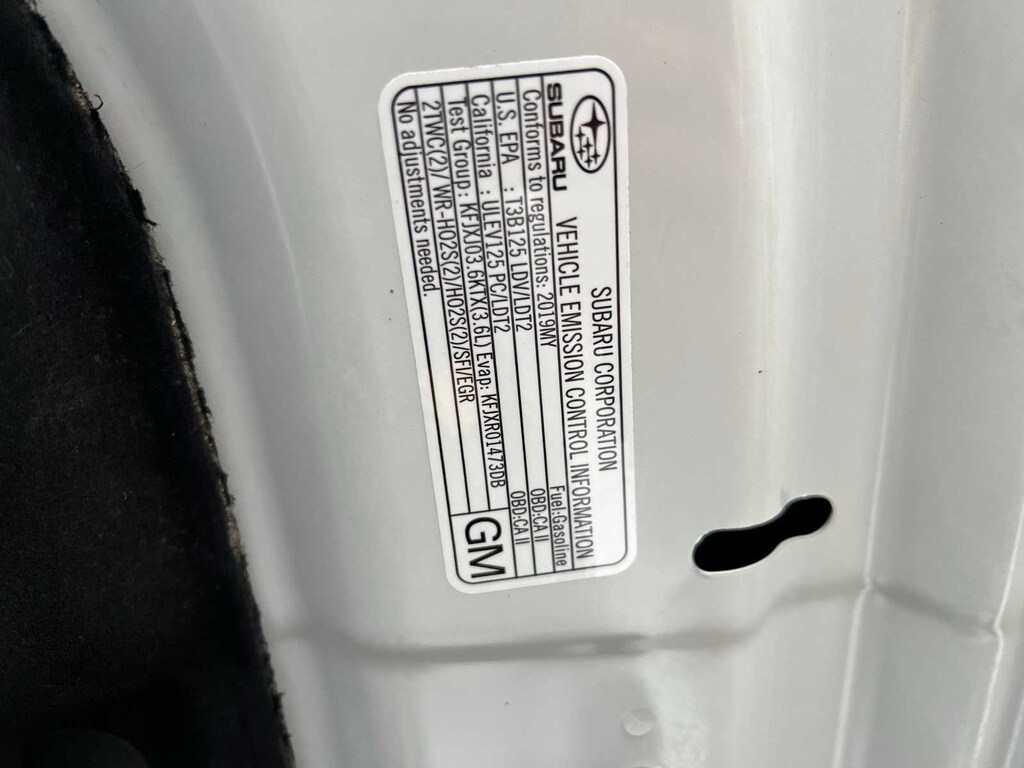 SUBARU CORPORATION
SUBARU VEHICLE EMISSION CONTROL INFORMATION
Conforms to regulations: 2019MY Fuel:Gasoline
U.S. EPA : T3B125 LDV/LDT2 OBD:CA II
California : ULEV125 PC/LDT2 OBD:CA II
Test Group: KFJXJ03.6KTX(3.6L) Evap: KFJXR01473DB
2TWC(2)/WR-HO2S(2)/HO2S(2)/SFI/EGR
No adjustments needed.
GM